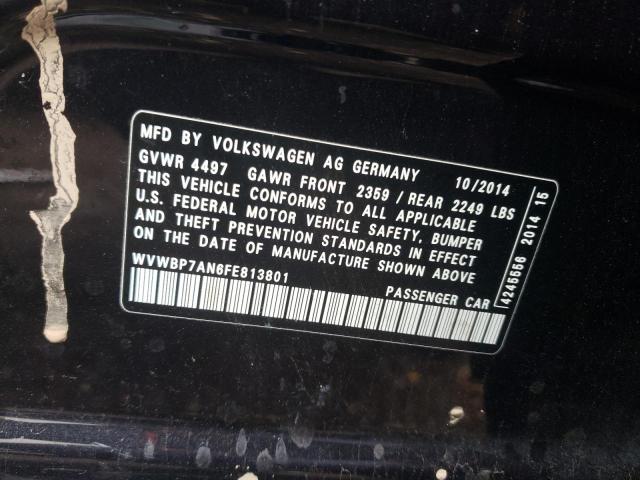 MFD BY VOLKSWAGEN AG GERMANY 10/2014
GVWR 4497 GAWR FRONT 2359 / REAR 2249 LBS
THIS VEHICLE CONFORMS TO ALL APPLICABLE
U.S. FEDERAL MOTOR VEHICLE SAFETY, BUMPER
AND THEFT PREVENTION STANDARDS IN EFFECT
ON DATE OF MANUFACTURE SHOWN ABOVE
WVWBP7AN6FE813801 PASSENGER CAR
4245556 2014 15